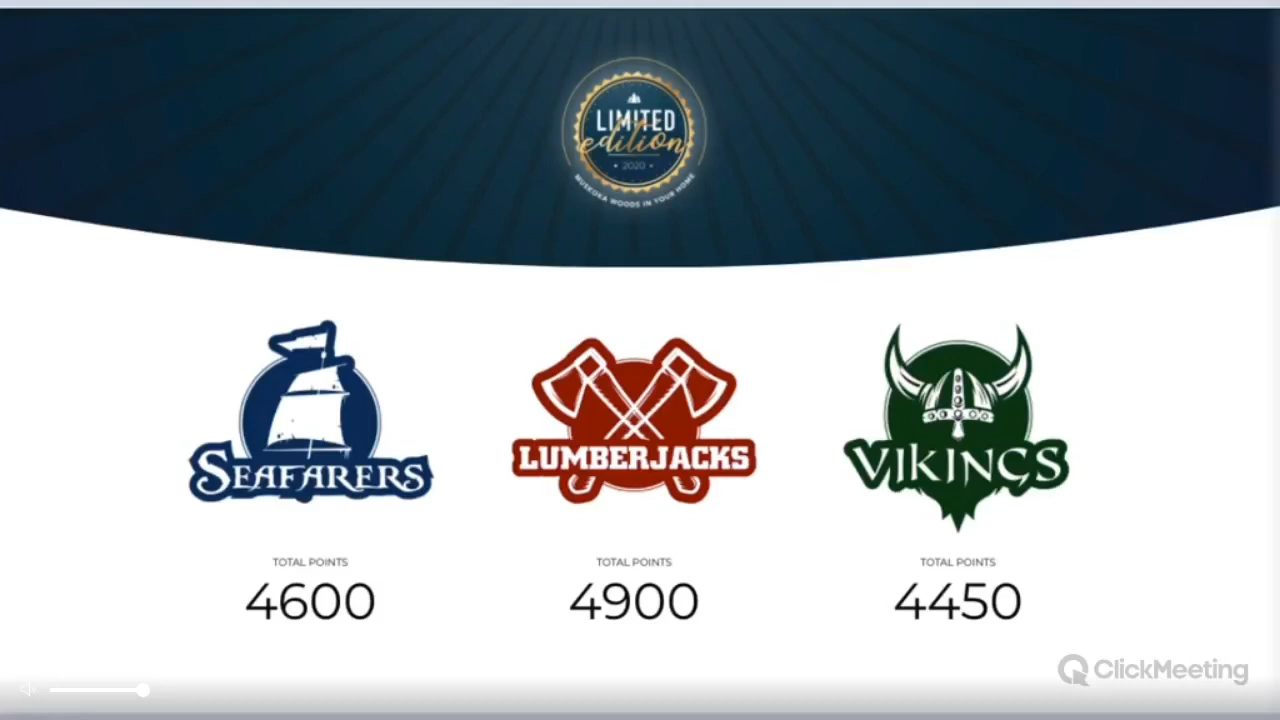 LIMITED
edition
• 2020 •
MUSKOKA WOODS IN YOUR HOME
SEAFARERS
LUMBERJACKS
VIKINGS
TOTAL POINTS
TOTAL POINTS
TOTAL POINTS
4600
4900
4450
ClickMeeting